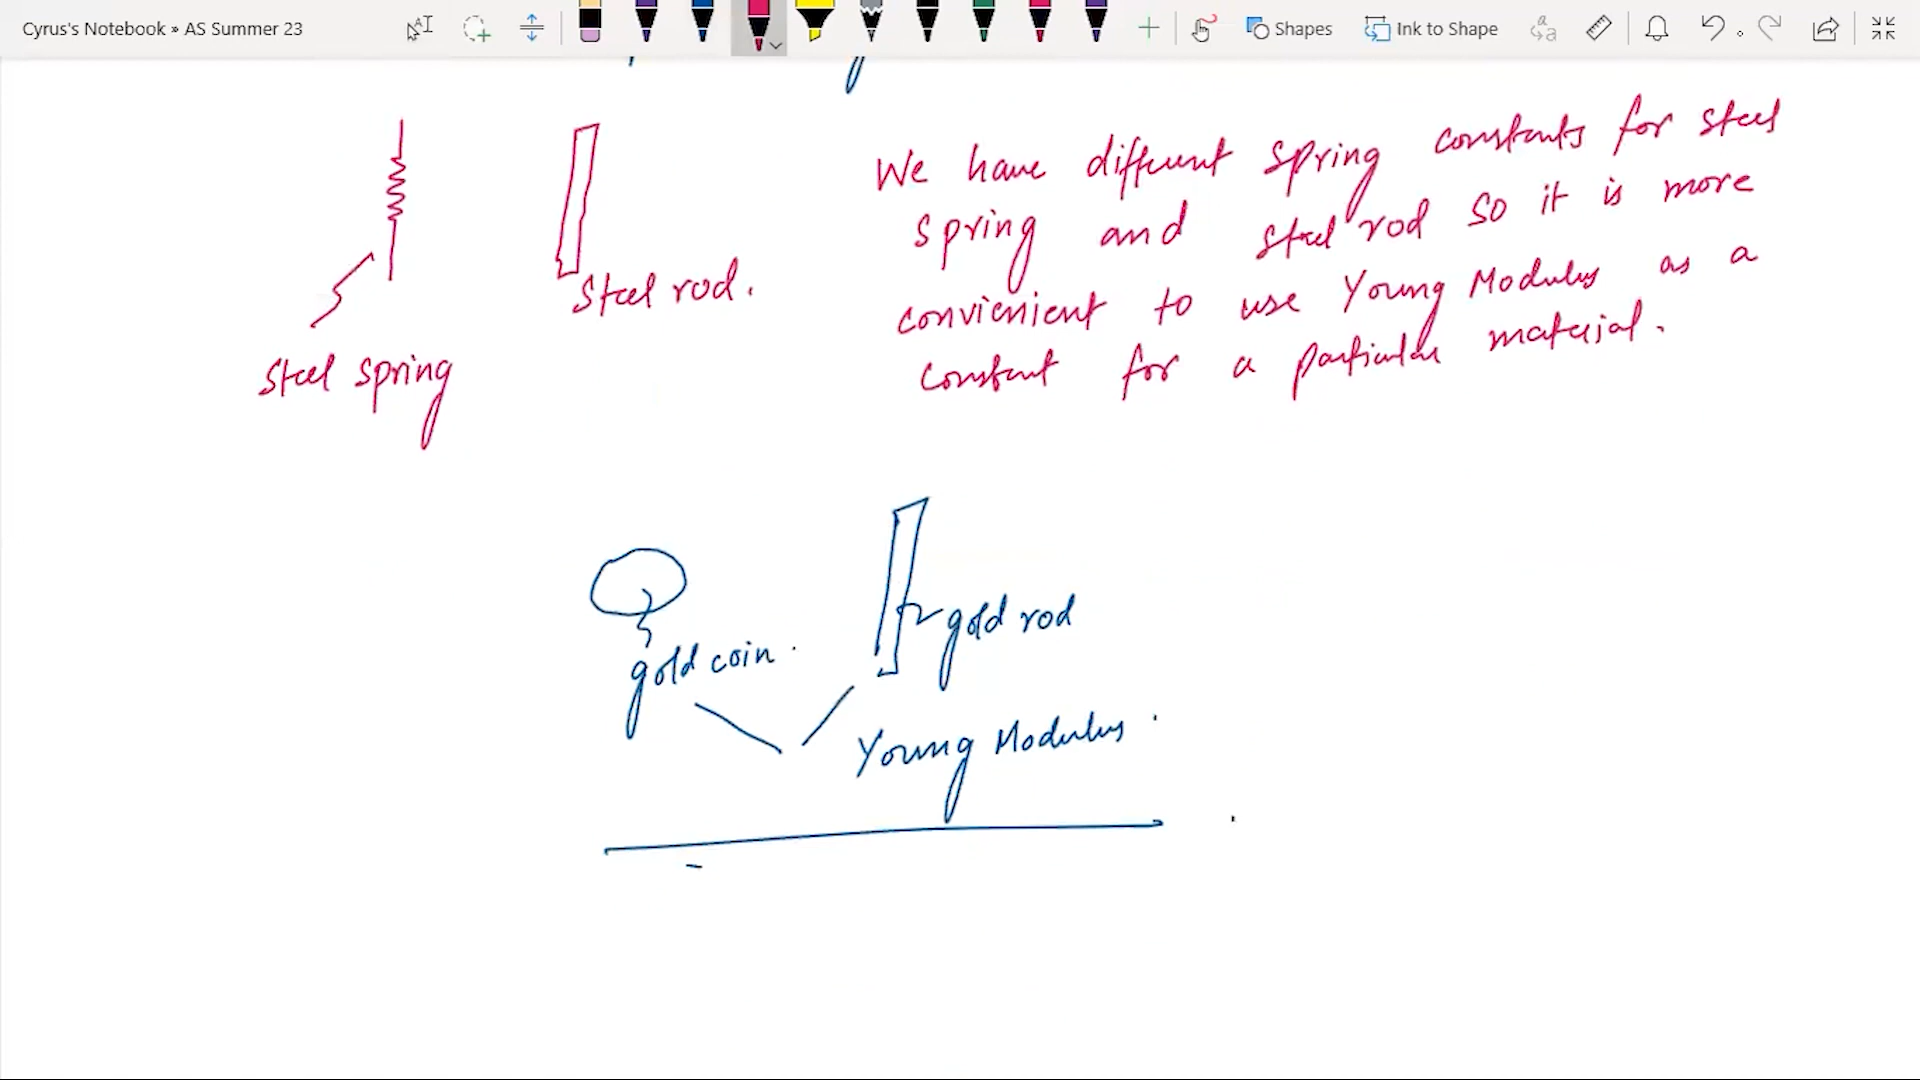 Cyrus's Notebook » AS Summer 23
Shapes
Ink to Shape
We have different spring constants for steel
spring and steel rod so it is more
convienient to use Young Modulus as a
constant for a particular material.
steel rod.
steel spring
gold coin.
gold rod
Young Modulus.